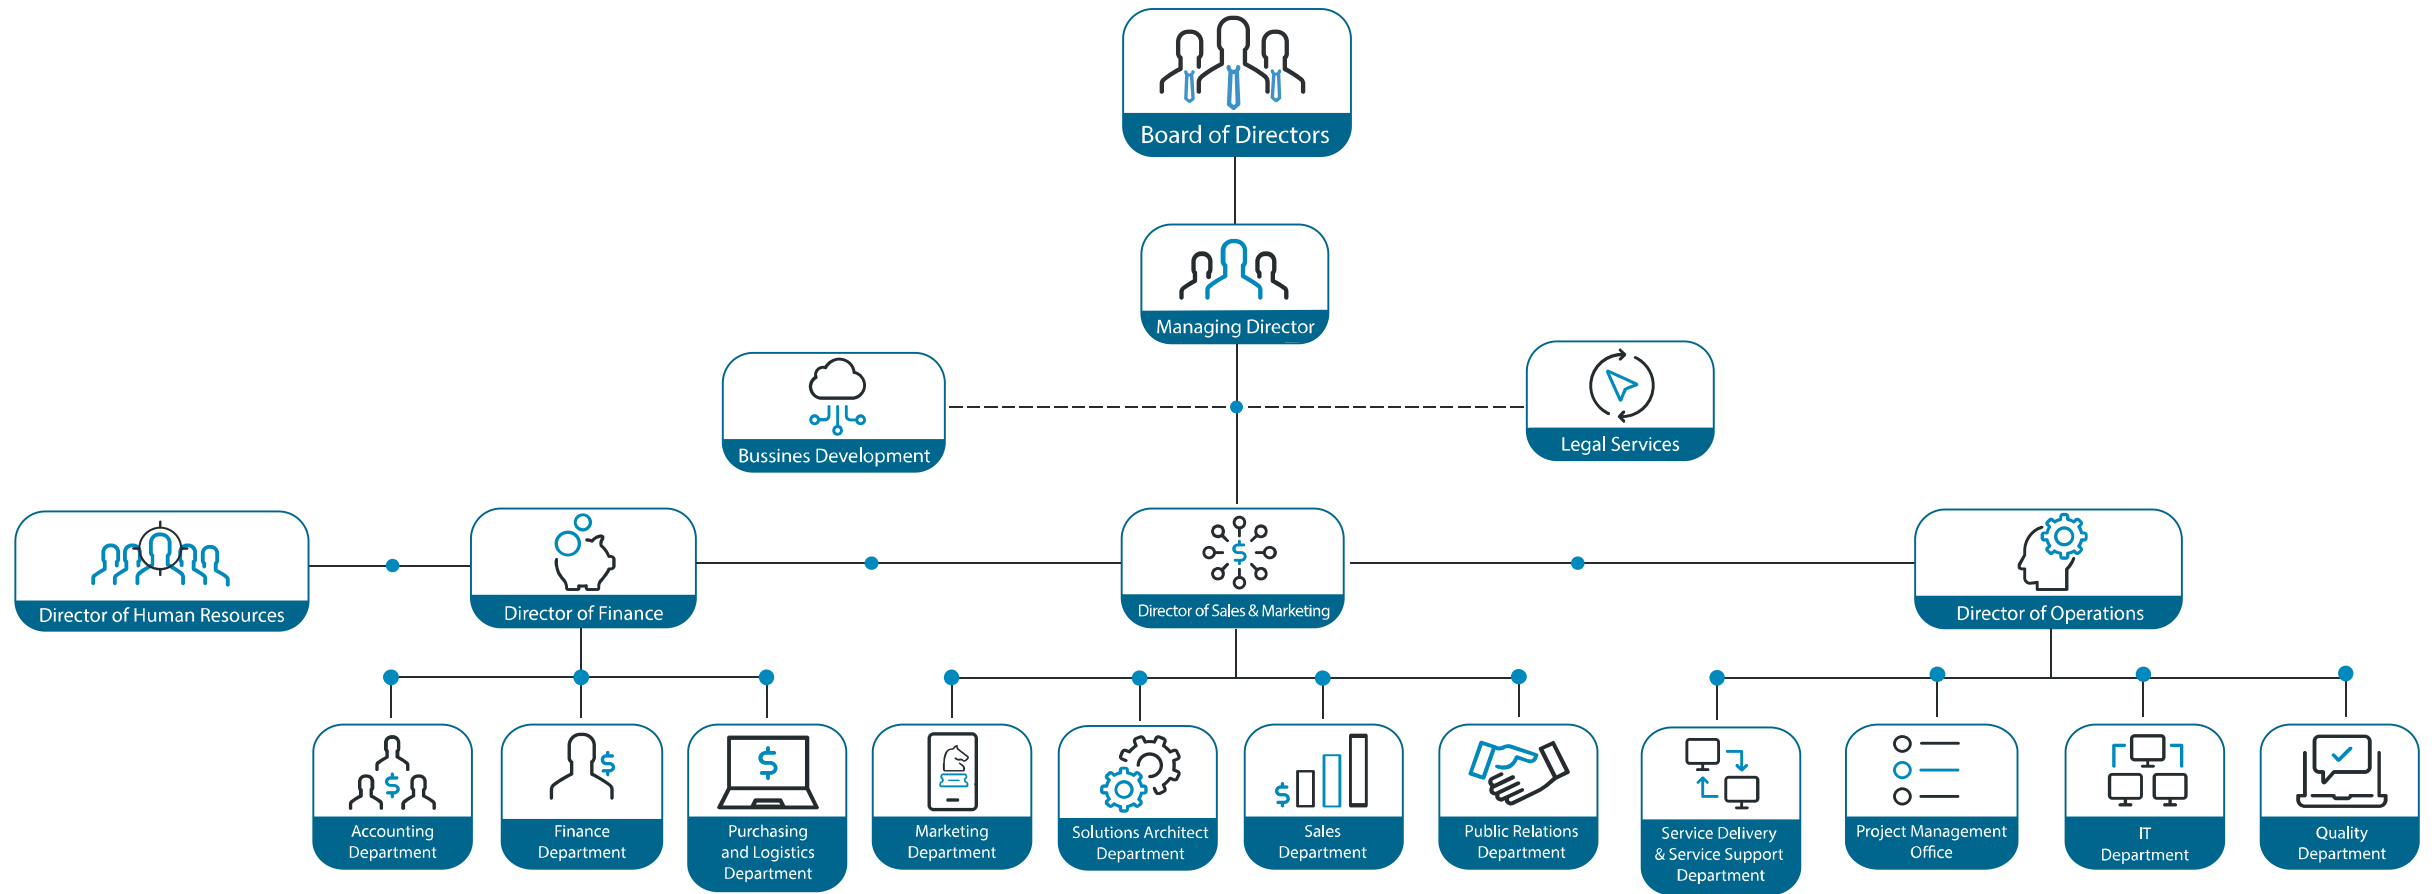 Board of Directors
Managing Director
Bussines Development
Legal Services
Director of Human Resources
Director of Finance
Director of Sales & Marketing
Director of Operations
Accounting
Department
Finance
Department
Purchasing
and Logistics
Department
Marketing
Department
Solutions Architect
Department
Sales
Department
Public Relations
Department
Service Delivery
& Service Support
Department
Project Management
Office
IT
Department
Quality
Department